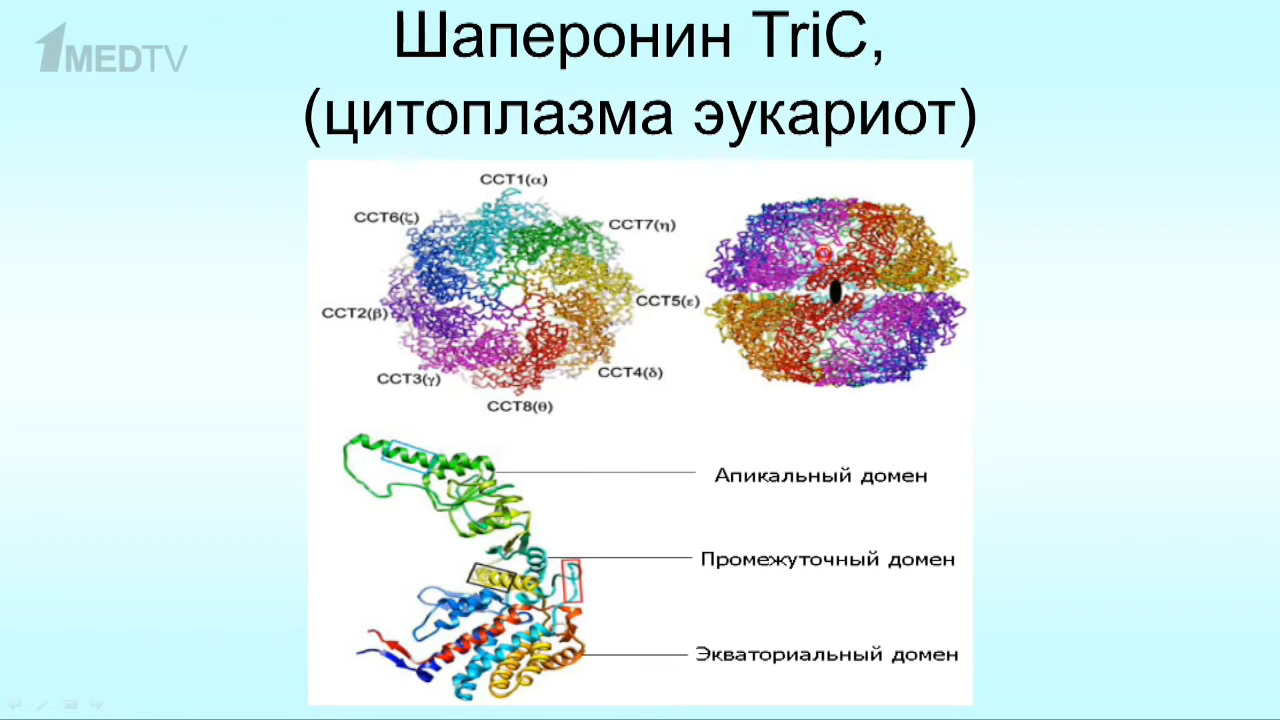 1MEDTV
Шаперонин TriC,
(цитоплазма эукариот)
CCT1(α)
CCT6(ζ)
CCT7(η)
CCT5(ε)
CCT2(β)
CCT4(δ)
CCT3(γ)
CCT8(θ)
Апикальный домен
Промежуточный домен
Экваториальный домен